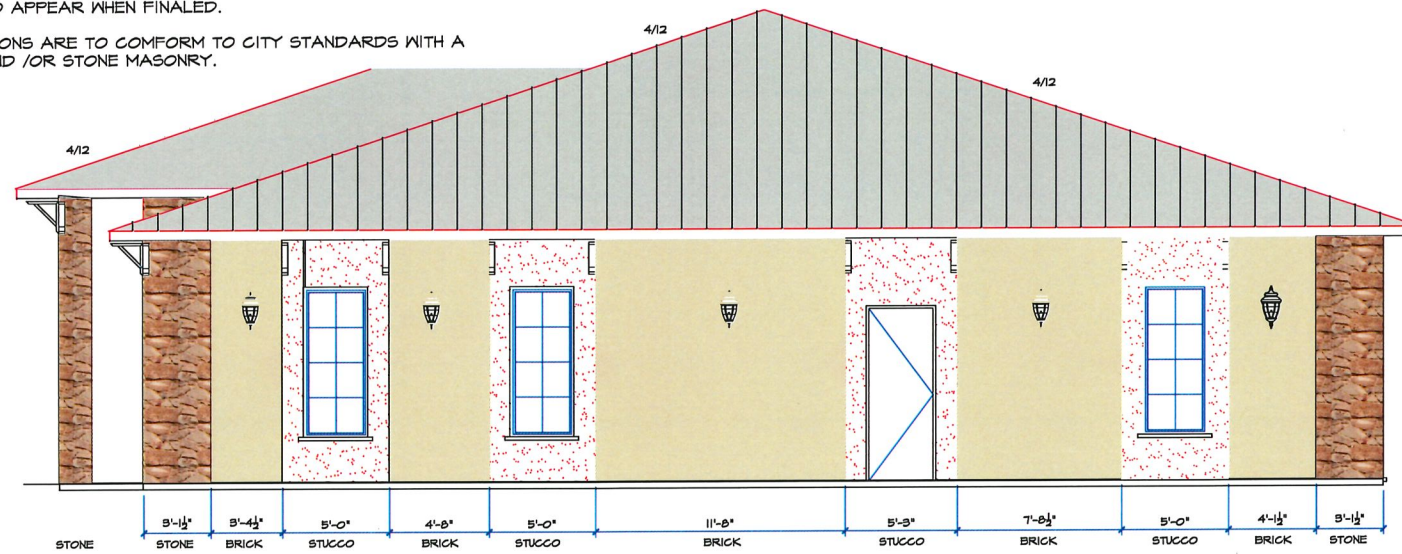 APPEAR WHEN FINALED.
ONS ARE TO COMFORM TO CITY STANDARDS WITH A
/OR STONE MASONRY.
4/12
4/12
4/12
3'-1½" 3'-4½" 5'-0" 4'-8" 5'-0" 11'-8" 5'-3" 7'-8½" 5'-0" 4'-1½" 3'-1½"
STONE STONE BRICK STUCCO BRICK STUCCO BRICK STUCCO BRICK STUCCO BRICK STONE